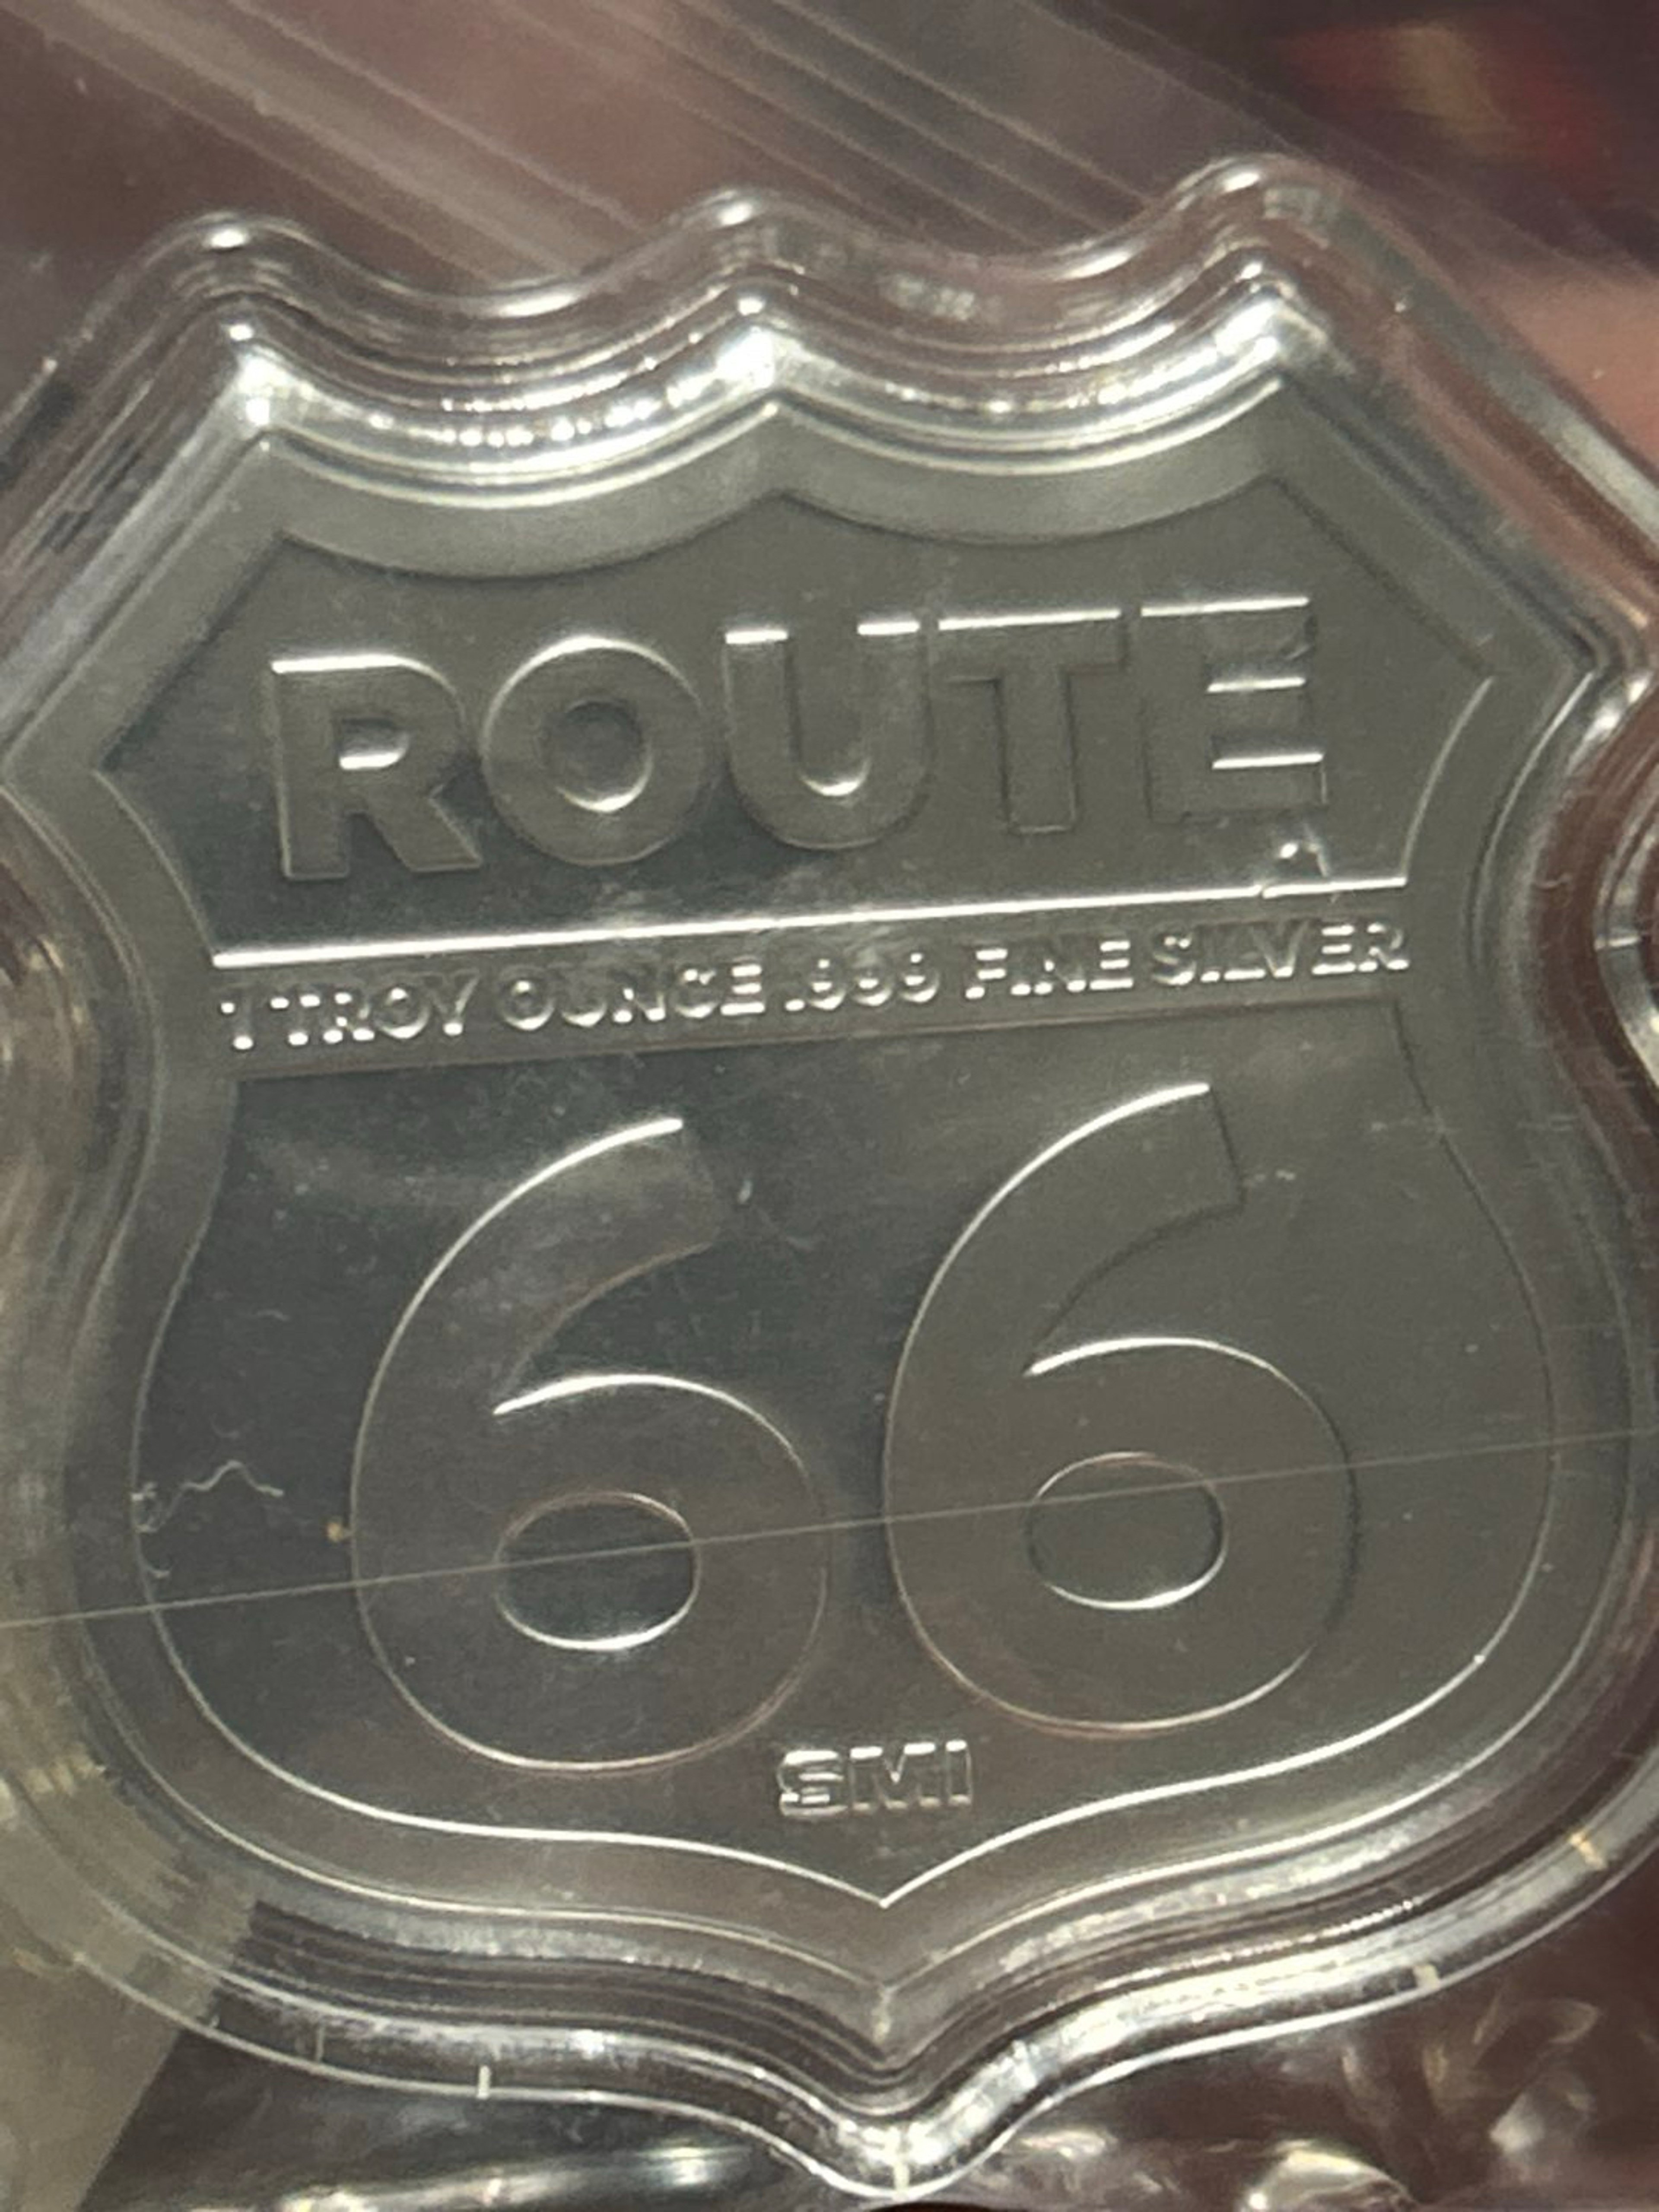 ROUTE
1 TROY OUNCE .999 FINE SILVER
66
SMI